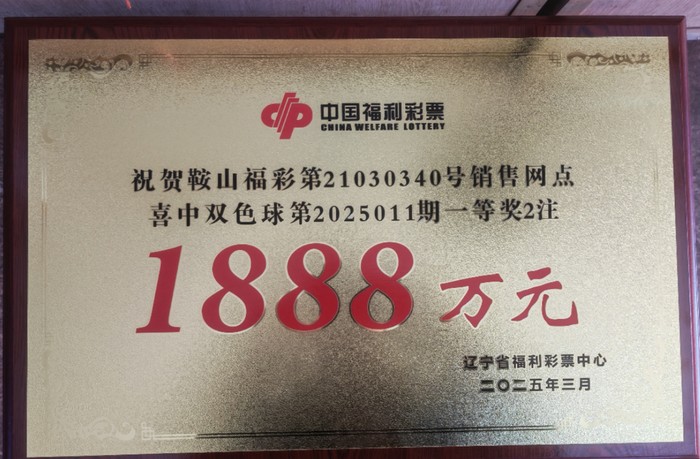 中国福利彩票
CHINA WELFARE LOTTERY
祝贺鞍山福彩第21030340号销售网点
喜中双色球第2025011期一等奖2注
1888万元
辽宁省福利彩票中心
二〇二五年三月